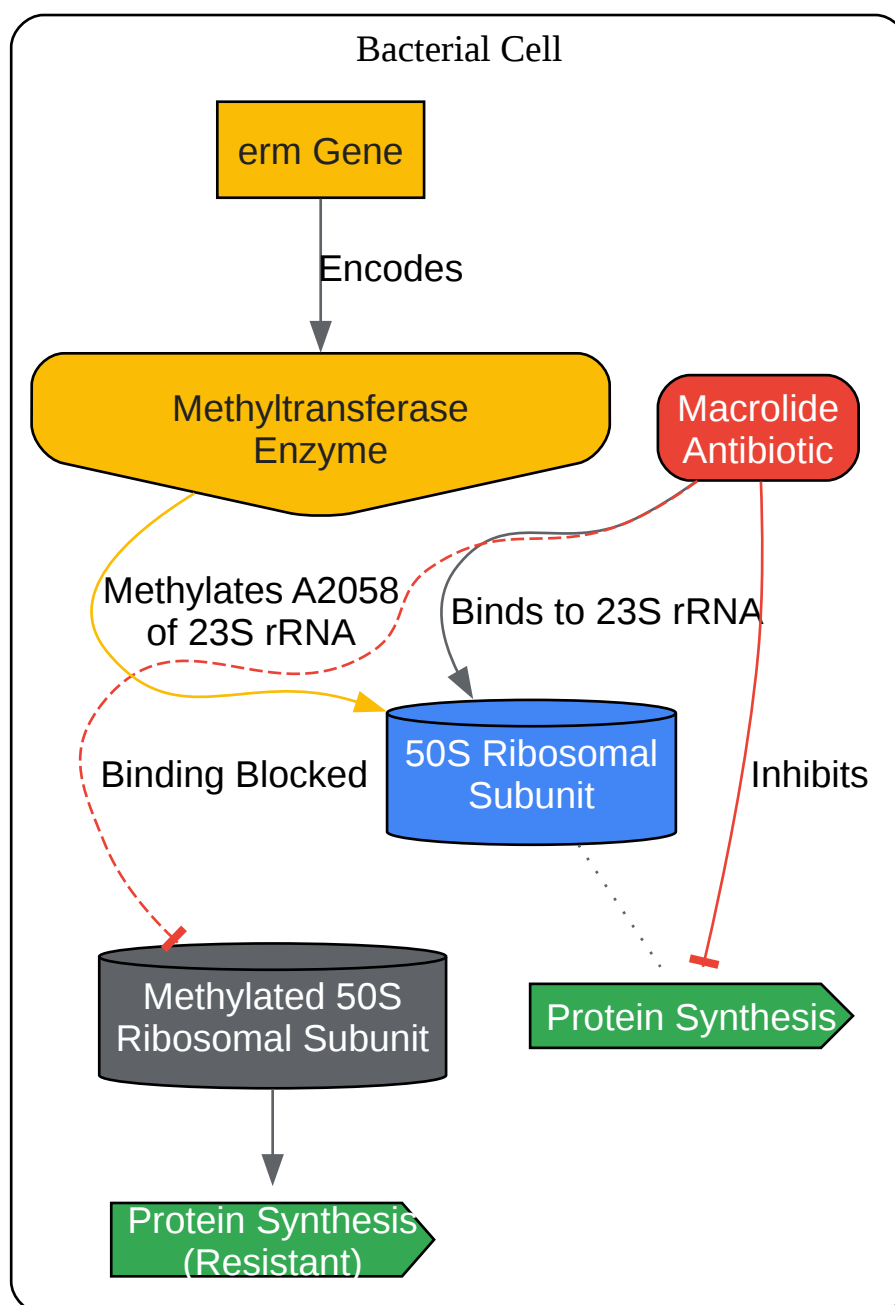 Bacterial Cell
erm Gene
Encodes
Methyltransferase
Enzyme
Macrolide
Antibiotic
Methylates A2058
of 23S rRNA
Binds to 23S rRNA
Binding Blocked
50S Ribosomal
Subunit
Inhibits
Methylated 50S
Ribosomal Subunit
Protein Synthesis
Protein Synthesis
(Resistant)